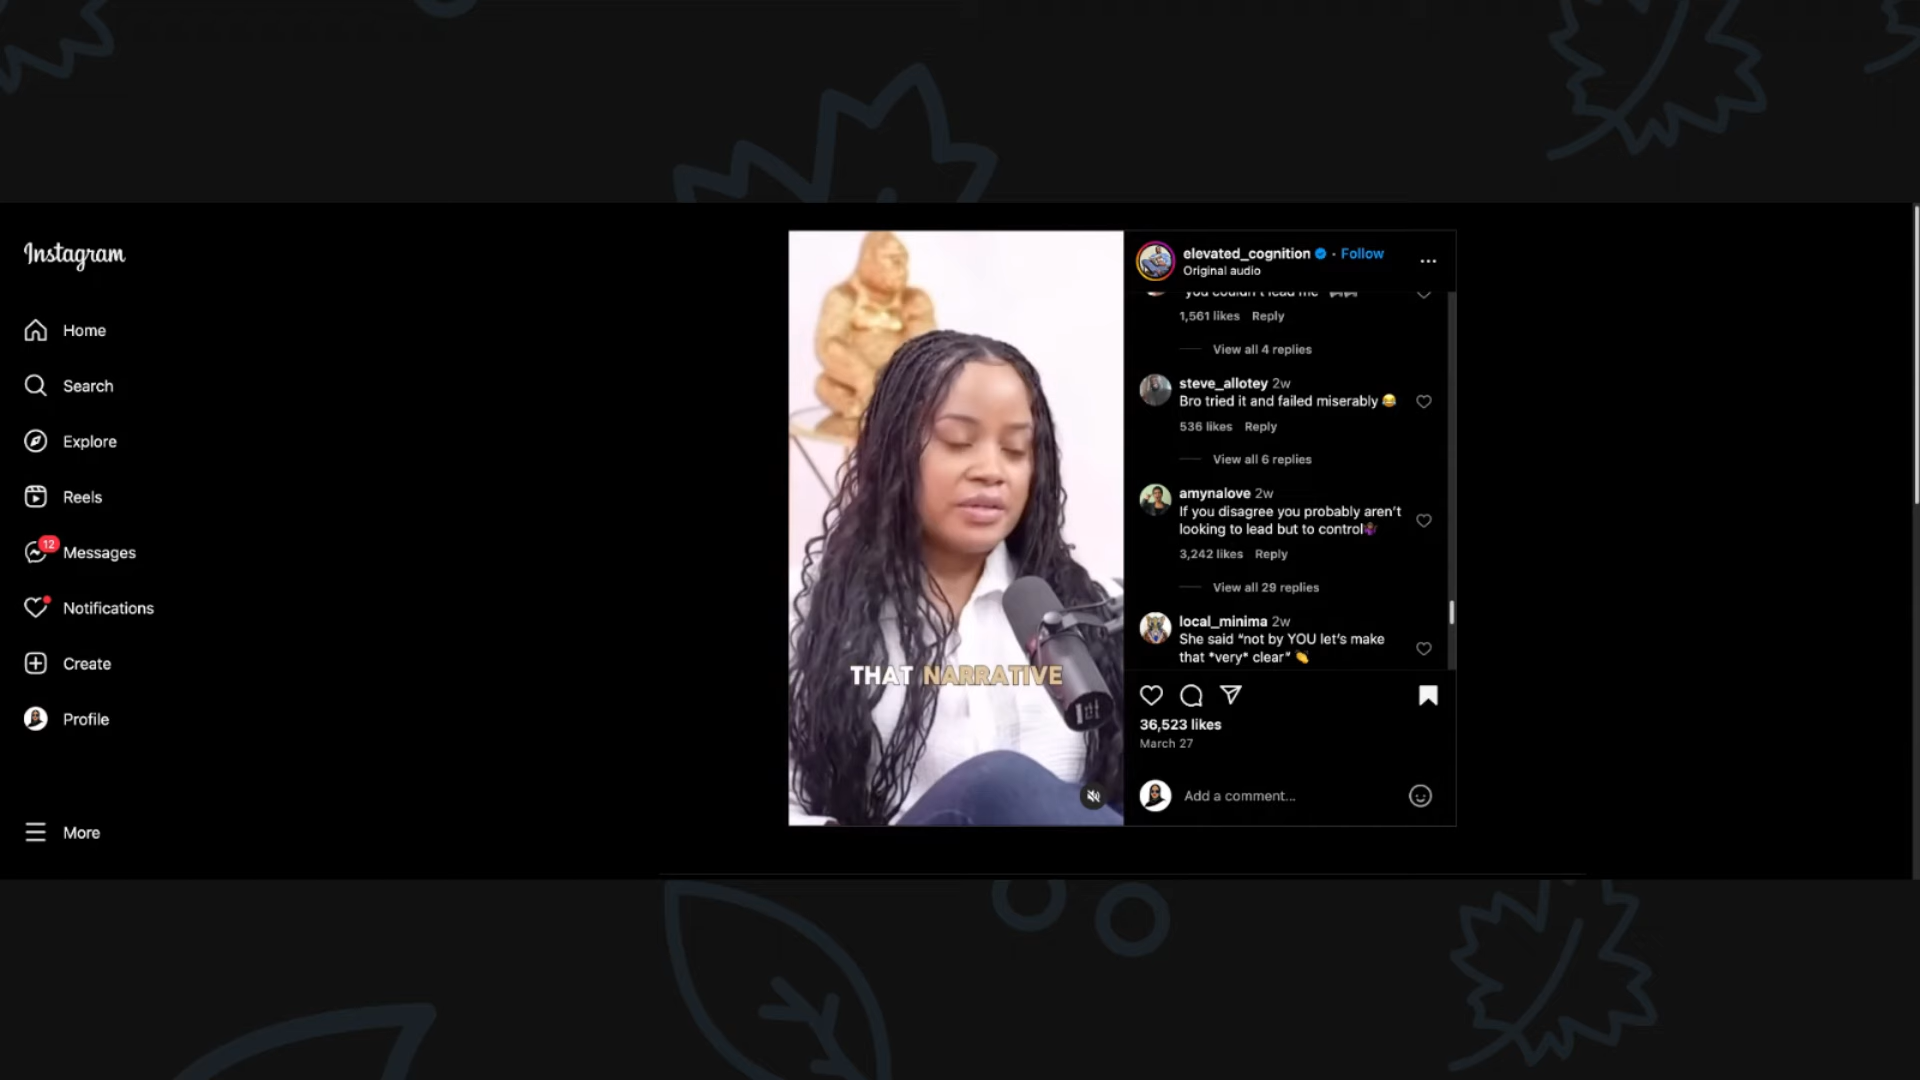 Instagram
Home
Search
Explore
Reels
12
Messages
Notifications
Create
Profile
More
THAT NARRATIVE
elevated_cognition · Follow
Original audio
"you couldn't lead me"
1,561 likes Reply
View all 4 replies
steve_allotey 2w
Bro tried it and failed miserably 😂
536 likes Reply
View all 6 replies
amynalove 2w
If you disagree you probably aren't
looking to lead but to control
3,242 likes Reply
View all 29 replies
local_minima 2w
She said "not by YOU let's make
that *very* clear" 👏
36,523 likes
March 27
Add a comment...